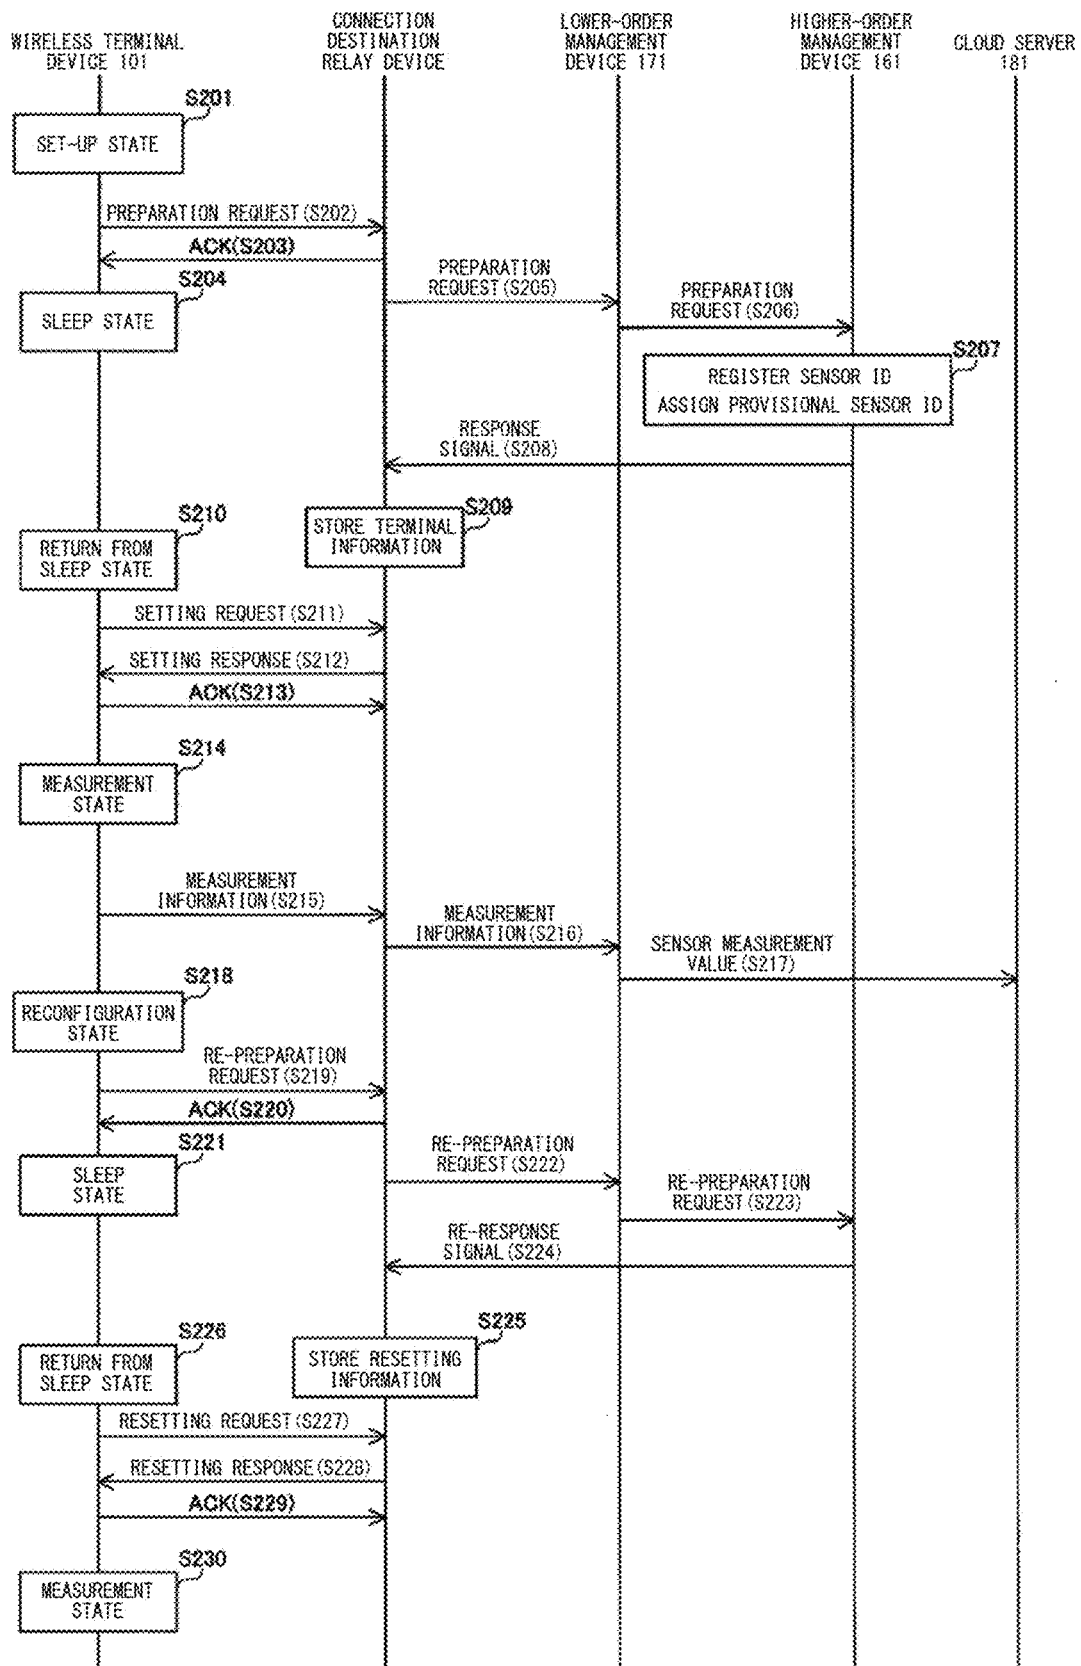 WIRELESS TERMINAL
DEVICE 101
CONNECTION
DESTINATION
RELAY DEVICE
LOWER-ORDER
MANAGEMENT
DEVICE 171
HIGHER-ORDER
MANAGEMENT
DEVICE 161
CLOUD SERVER
181
S201
SET-UP STATE
PREPARATION REQUEST(S202)
ACK(S203)
S204
SLEEP STATE
PREPARATION
REQUEST(S205)
PREPARATION
REQUEST(S206)
S207
REGISTER SENSOR ID
ASSIGN PROVISIONAL SENSOR ID
RESPONSE
SIGNAL(S208)
S209
STORE TERMINAL
INFORMATION
S210
RETURN FROM
SLEEP STATE
SETTING REQUEST(S211)
SETTING RESPONSE(S212)
ACK(S213)
S214
MEASUREMENT
STATE
MEASUREMENT
INFORMATION(S215)
MEASUREMENT
INFORMATION(S216)
SENSOR MEASUREMENT
VALUE(S217)
S218
RECONFIGURATION
STATE
RE-PREPARATION
REQUEST(S219)
ACK(S220)
S221
SLEEP
STATE
RE-PREPARATION
REQUEST(S222)
RE-PREPARATION
REQUEST(S223)
RE-RESPONSE
SIGNAL(S224)
S225
STORE RESETTING
INFORMATION
S226
RETURN FROM
SLEEP STATE
RESETTING REQUEST(S227)
RESETTING RESPONSE(S228)
ACK(S229)
S230
MEASUREMENT
STATE